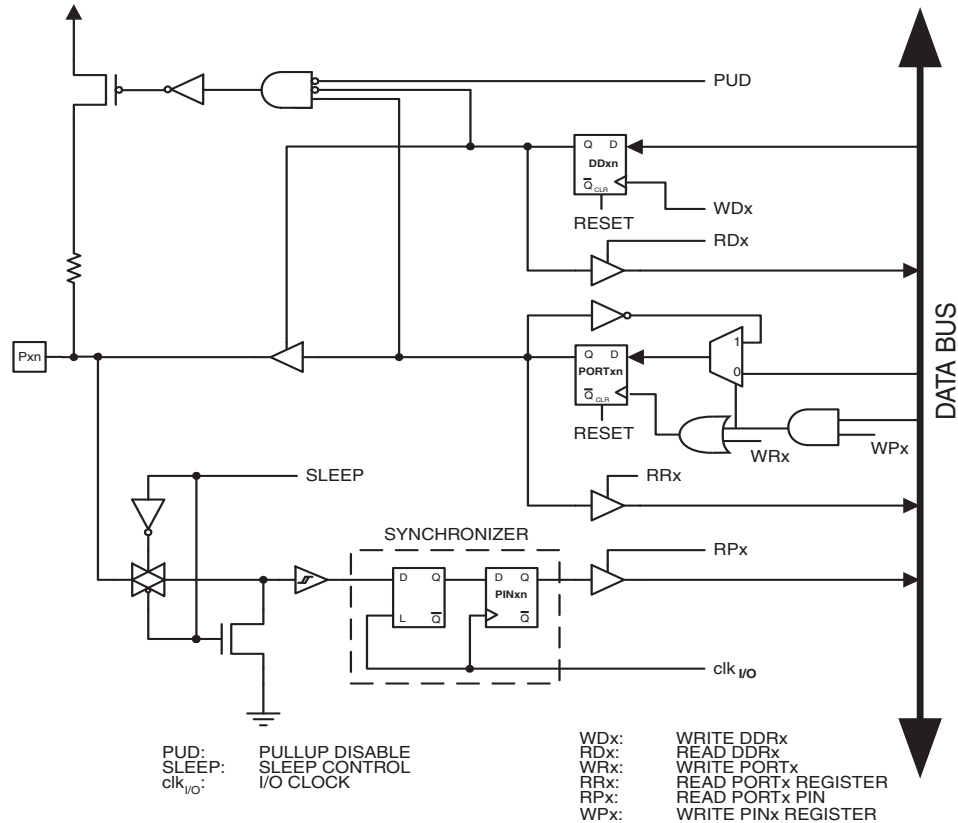 PUD
Q D
DDxn
Q CLR
WDx
RESET
RDx
Pxn
1
Q D
PORTxn
0
Q CLR
RESET
WRx
WPx
DATA BUS
SLEEP
RRx
SYNCHRONIZER
RPx
D Q
D Q
PINxn
L Q
Q
clk I/O
PUD: PULLUP DISABLE
SLEEP: SLEEP CONTROL
clkI/O: I/O CLOCK
WDx: WRITE DDRx
RDx: READ DDRx
WRx: WRITE PORTx
RRx: READ PORTx REGISTER
RPx: READ PORTx PIN
WPx: WRITE PINx REGISTER